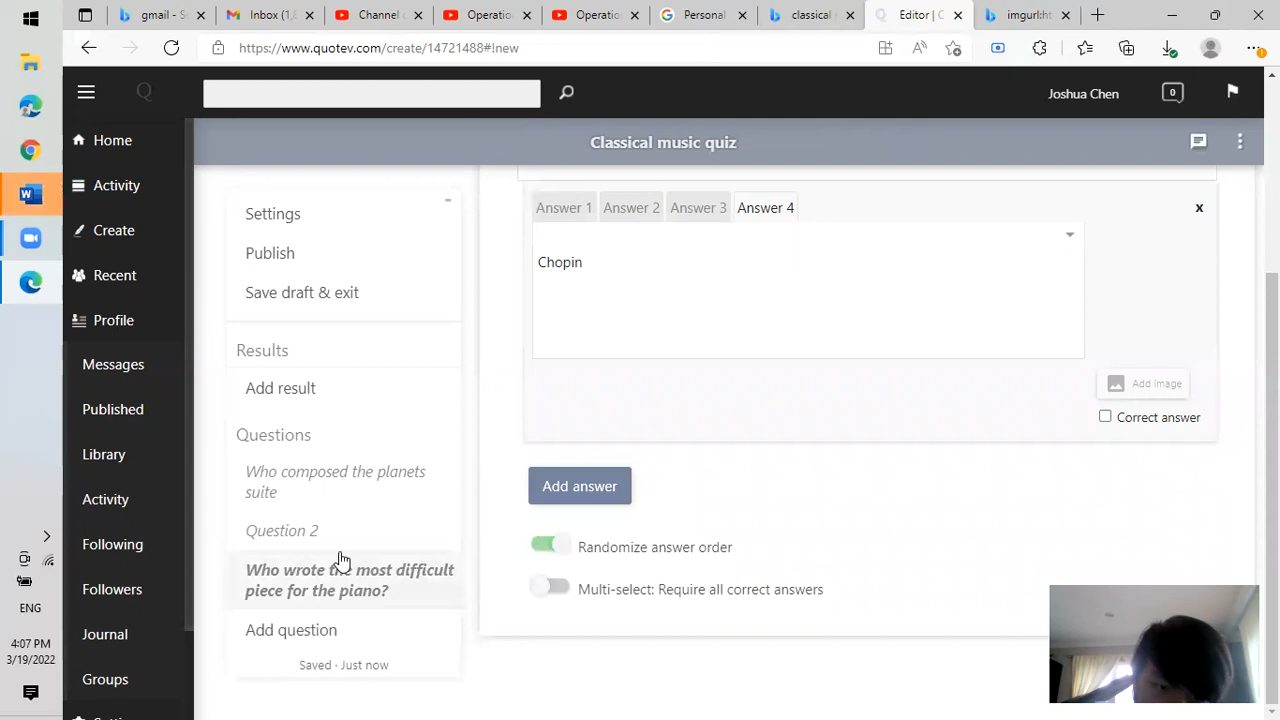 gmail - S
Inbox (1,8
Channel c
Operation
Operatio
Personal
classical
Editor | C
imgurl:ht
https://www.quotev.com/create/14721488#!new
Q
Joshua Chen
0
Home
Classical music quiz
Activity
Create
Recent
Profile
Messages
Published
Library
Activity
Following
Followers
Journal
Groups
Settings
Publish
Save draft & exit
Results
Add result
Questions
Who composed the planets
suite
Question 2
Who wrote the most difficult
piece for the piano?
Add question
Saved · Just now
Answer 1 Answer 2 Answer 3 Answer 4
x
Chopin
Add image
Correct answer
Add answer
Randomize answer order
Multi-select: Require all correct answers
ENG
4:07 PM
3/19/2022